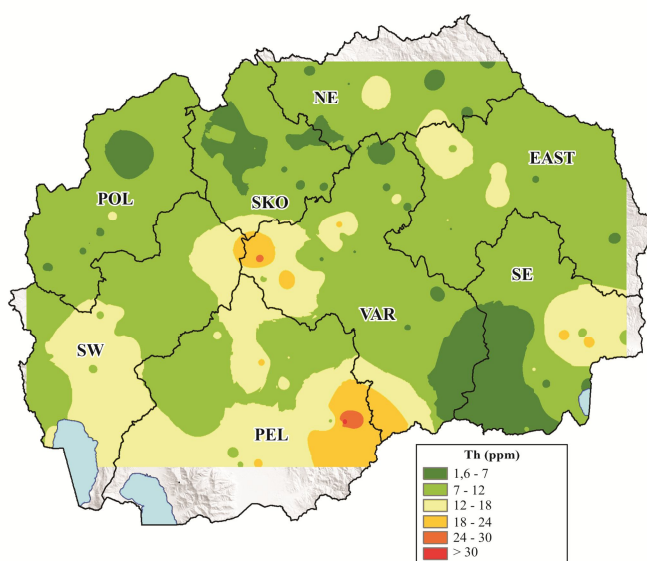 NE
EAST
POL
SKO
SE
VAR
SW
PEL
Th (ppm)
1,6 - 7
7 - 12
12 - 18
18 - 24
24 - 30
> 30